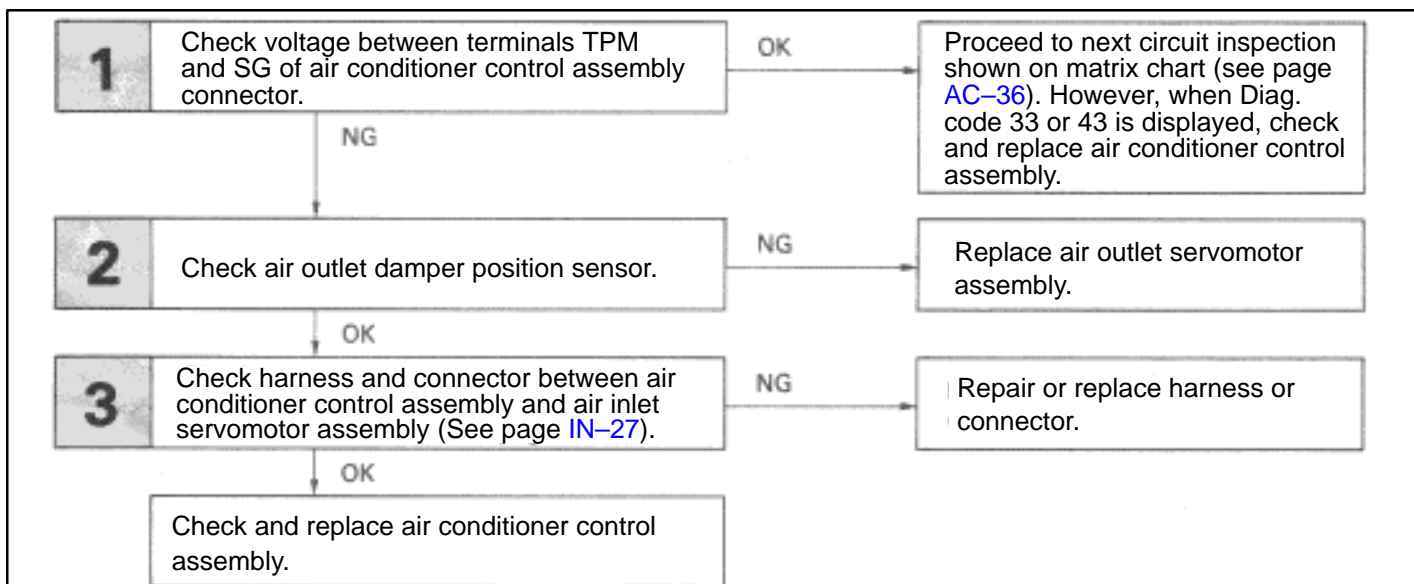 1
Check voltage between terminals TPM
and SG of air conditioner control assembly
connector.
OK
Proceed to next circuit inspection
shown on matrix chart (see page
AC–36). However, when Diag.
code 33 or 43 is displayed, check
and replace air conditioner control
assembly.
NG
2
Check air outlet damper position sensor.
NG
Replace air outlet servomotor
assembly.
OK
3
Check harness and connector between air
conditioner control assembly and air inlet
servomotor assembly (See page IN–27).
NG
Repair or replace harness or
connector.
OK
Check and replace air conditioner control
assembly.